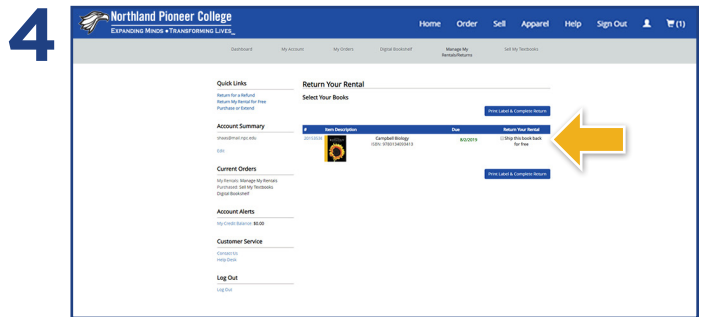 4
Northland Pioneer College
EXPANDING MINDS • TRANSFORMING LIVES
Home Order Sell Apparel Help Sign Out (1)
Dashboard My Account My Orders Digital Bookshelf Manage My Rentals/Returns Sell My Textbooks
Quick Links
Return for a Refund
Return My Rental for Free
Purchase or Extend
Account Summary
Edit
Current Orders
My Rentals: Manage My Rentals
Purchased: Sell My Textbooks
Digital Bookshelf
Account Alerts
My Credit Balance: $0.00
Customer Service
Contact Us
Help Desk
Log Out
Log Out
Return Your Rental
Select Your Books
Print Label & Complete Return
# Item Description Due Return Your Rental
Campbell Biology 8/2/2019 Ship this book back
ISBN: 9780134093413 for free
Print Label & Complete Return